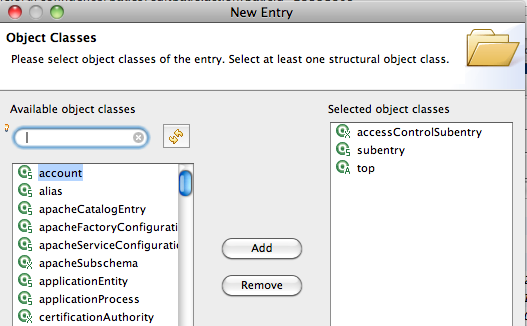 New Entry
Object Classes
Please select object classes of the entry. Select at least one structural object class.
Available object classes
Selected object classes
account
alias
apacheCatalogEntry
apacheFactoryConfigurati
apacheServiceConfigurati
apacheSubschema
applicationEntity
applicationProcess
certificationAuthority
Add
Remove
accessControlSubentry
subentry
top